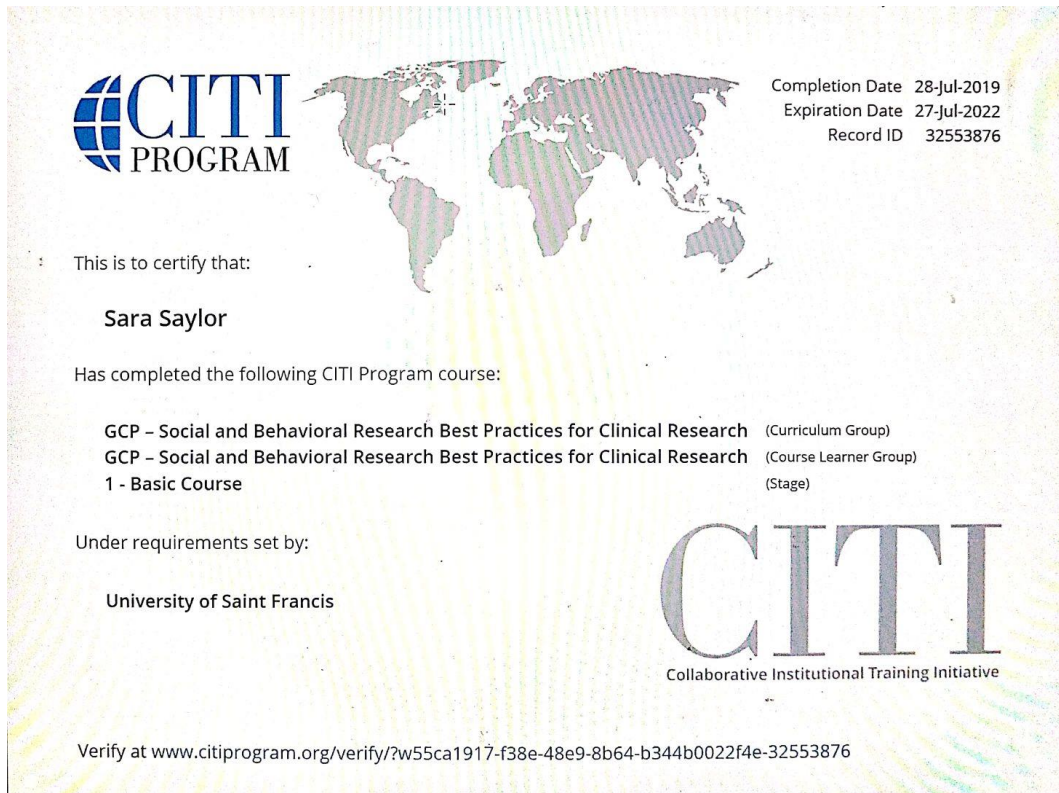 CITI
PROGRAM
Completion Date 28-Jul-2019
Expiration Date 27-Jul-2022
Record ID 32553876
This is to certify that:
Sara Saylor
Has completed the following CITI Program course:
GCP – Social and Behavioral Research Best Practices for Clinical Research (Curriculum Group)
GCP – Social and Behavioral Research Best Practices for Clinical Research (Course Learner Group)
1 - Basic Course (Stage)
Under requirements set by:
University of Saint Francis
CITI
Collaborative Institutional Training Initiative
Verify at www.citiprogram.org/verify/?w55ca1917-f38e-48e9-8b64-b344b0022f4e-32553876